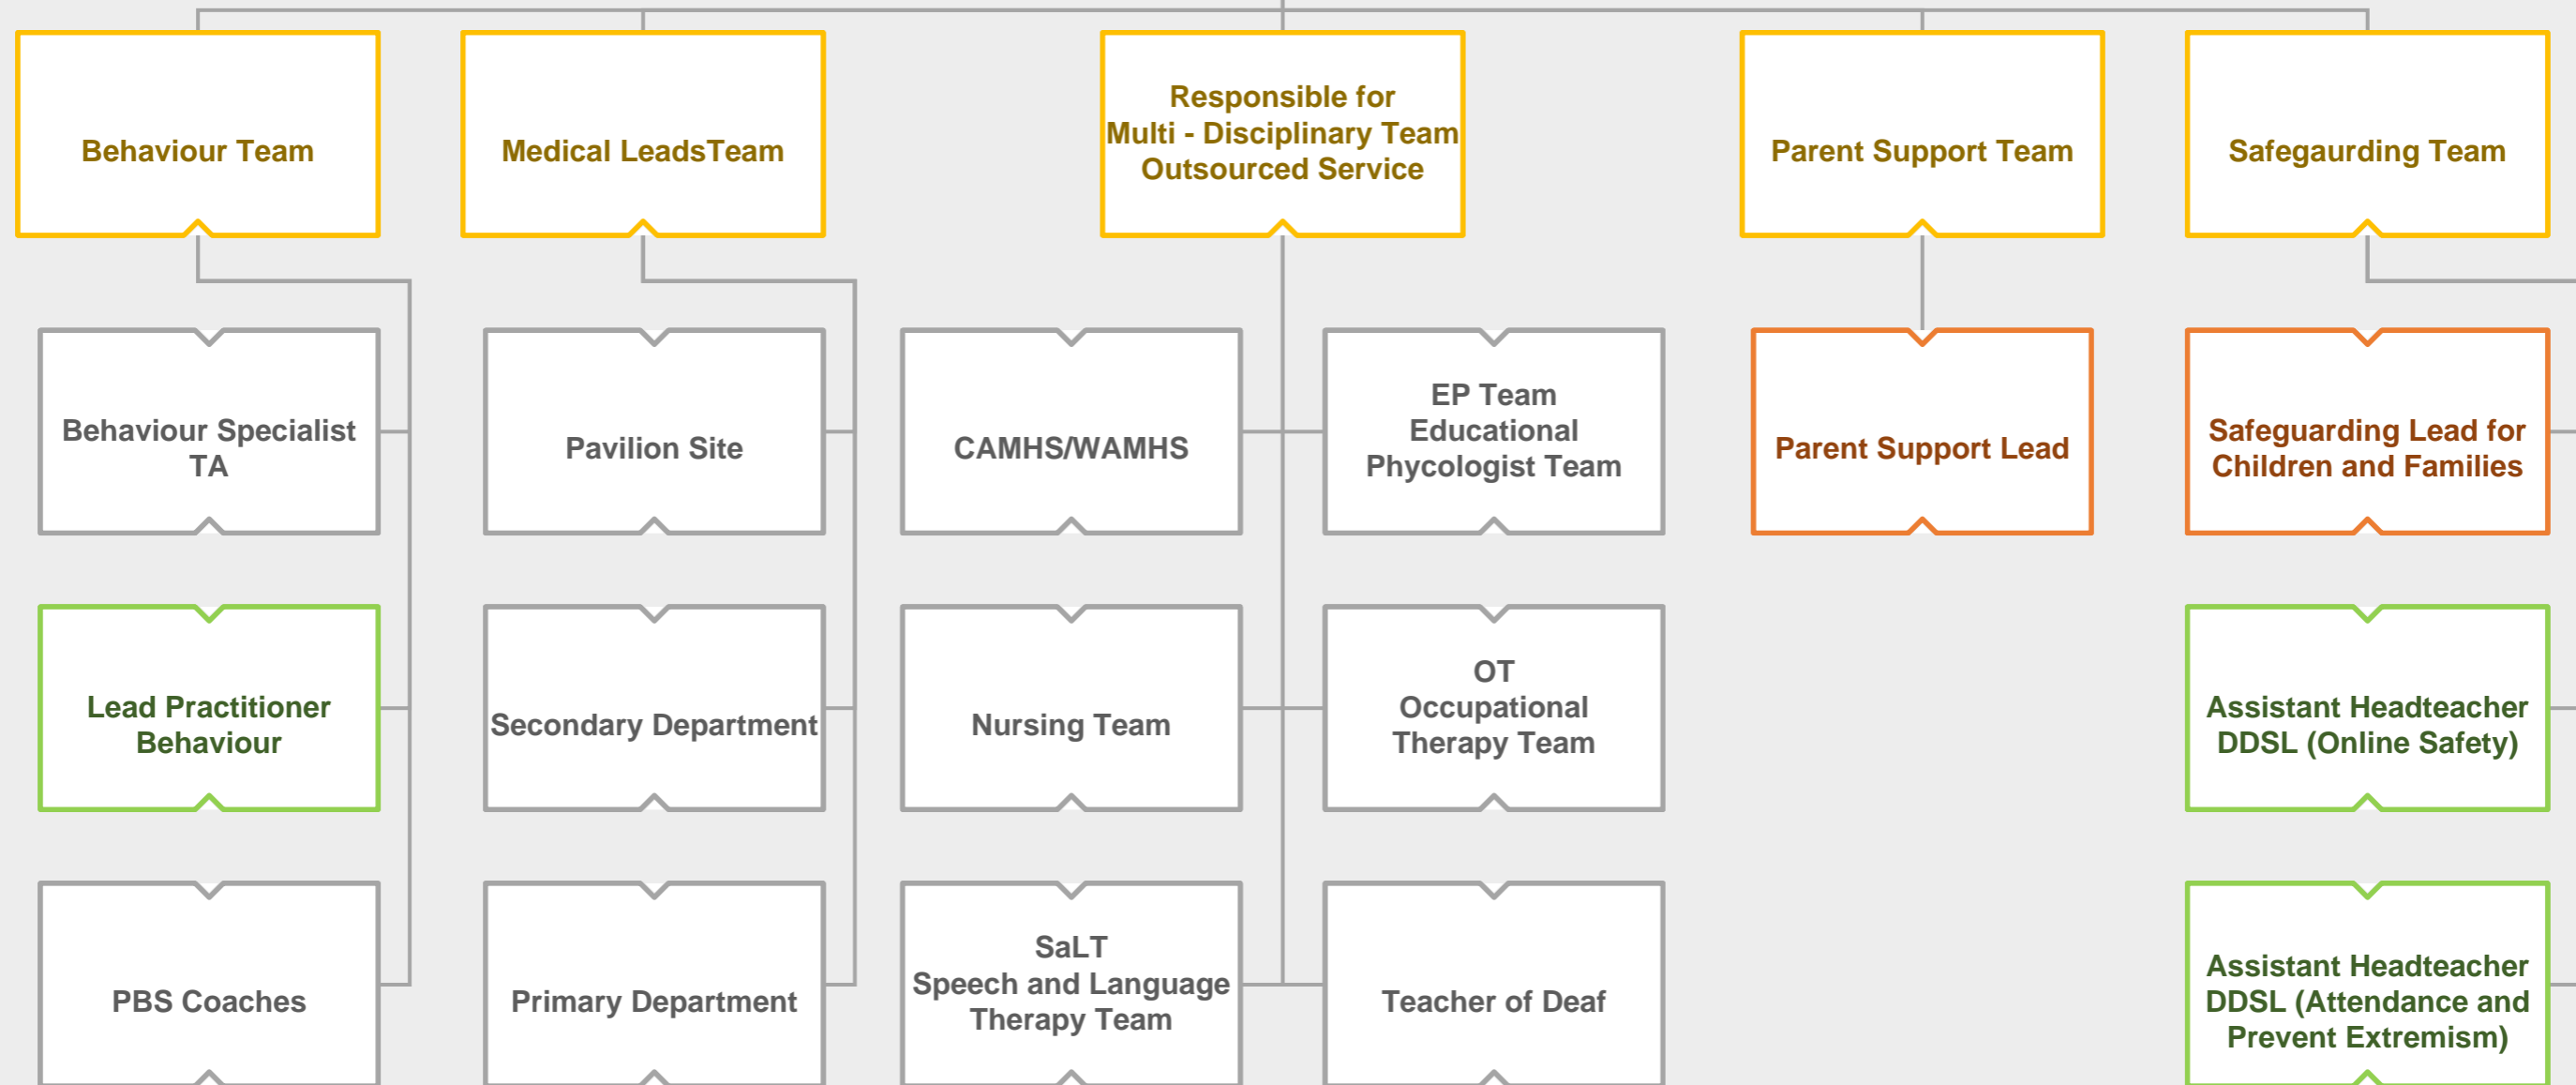 Behaviour Team
Medical LeadsTeam
Responsible for
Multi - Disciplinary Team
Outsourced Service
Parent Support Team
Safegaurding Team
Behaviour Specialist
TA
Pavilion Site
CAMHS/WAMHS
EP Team
Educational
Phycologist Team
Parent Support Lead
Safeguarding Lead for
Children and Families
Lead Practitioner
Behaviour
Secondary Department
Nursing Team
OT
Occupational
Therapy Team
Assistant Headteacher
DDSL (Online Safety)
PBS Coaches
Primary Department
SaLT
Speech and Language
Therapy Team
Teacher of Deaf
Assistant Headteacher
DDSL (Attendance and
Prevent Extremism)